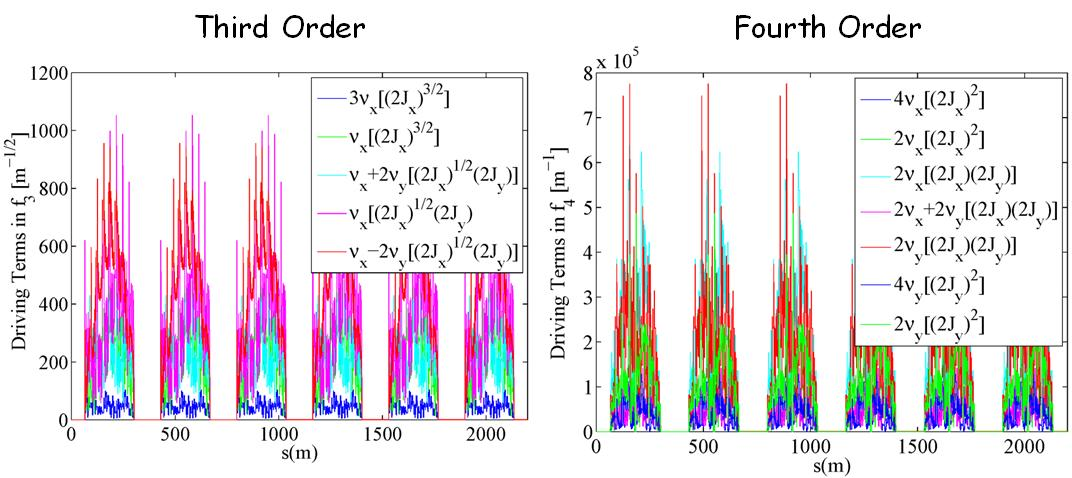 Third Order
Fourth Order
1200
1000
800
600
400
200
0
0
500
1000
1500
2000
s(m)
Driving Terms in f3 [m−1/2]
3νx[(2Jx)3/2]
νx[(2Jx)3/2]
νx+2νy[(2Jx)1/2(2Jy)]
νx[(2Jx)1/2(2Jy)
νx−2νy[(2Jx)1/2(2Jy)]
8 x 105
7
6
5
4
3
2
1
0
0
500
1000
1500
2000
s(m)
Driving Terms in f4 [m−1]
4νx[(2Jx)2]
2νx[(2Jx)2]
2νx[(2Jx)(2Jy)]
2νx+2νy[(2Jx)(2Jy)]
2νy[(2Jx)(2Jy)]
4νy[(2Jy)2]
2νy[(2Jy)2]